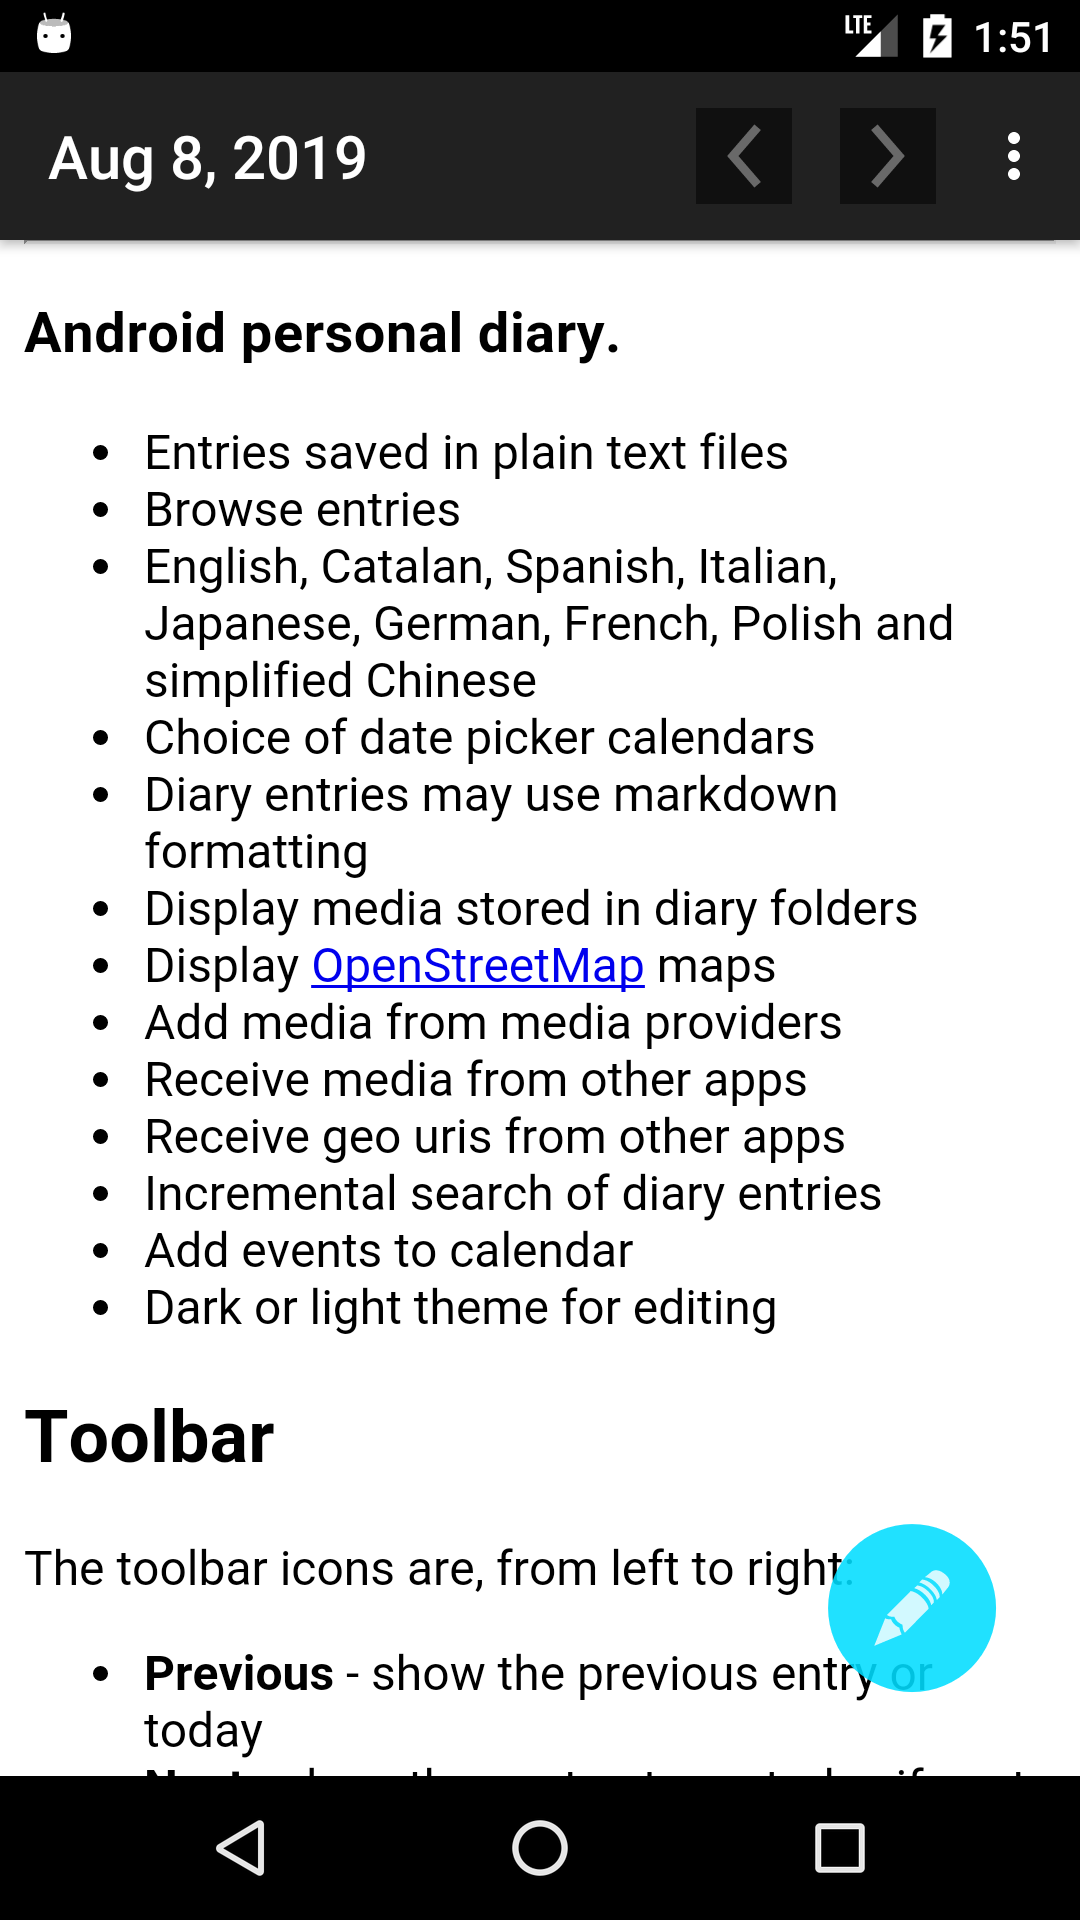 LTE 1:51
Aug 8, 2019
Android personal diary.
• Entries saved in plain text files
• Browse entries
• English, Catalan, Spanish, Italian,
Japanese, German, French, Polish and
simplified Chinese
• Choice of date picker calendars
• Diary entries may use markdown
formatting
• Display media stored in diary folders
• Display OpenStreetMap maps
• Add media from media providers
• Receive media from other apps
• Receive geo uris from other apps
• Incremental search of diary entries
• Add events to calendar
• Dark or light theme for editing
Toolbar
The toolbar icons are, from left to right:
• Previous - show the previous entry or
today